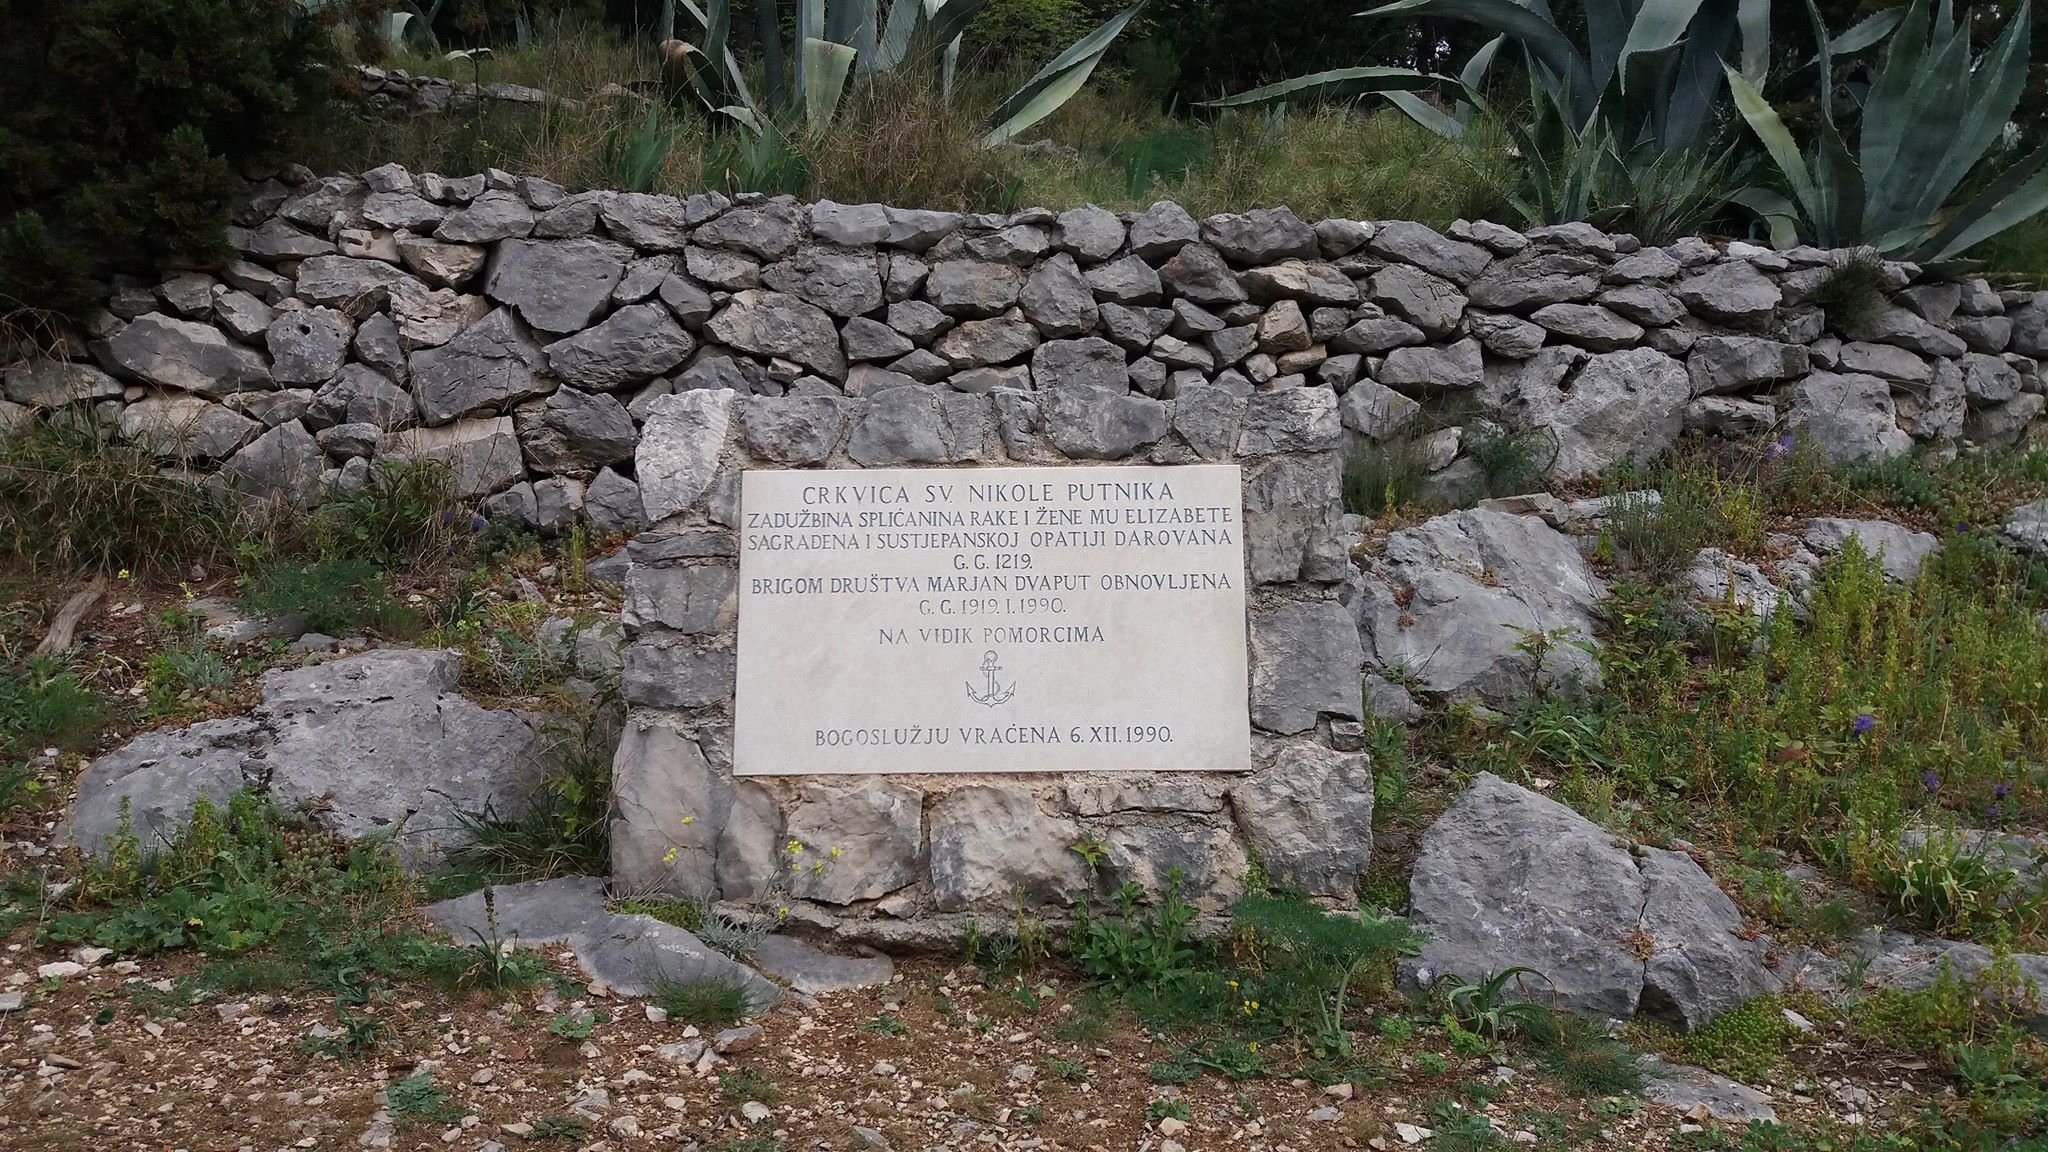 CRKVICA SV. NIKOLE PUTNIKA
ZADUŽBINA SPLIĆANINA RAKE I ŽENE MU ELIZABETE
SAGRAĐENA I SUSTJEPANSKOJ OPATIJI DAROVANA
G. G. 1219.
BRIGOM DRUŠTVA MARJAN DVAPUT OBNOVLJENA
G. G. 1919. I. 1990.
NA VIDIK POMORCIMA
BOGOSLUŽJU VRAĆENA 6. XII. 1990.